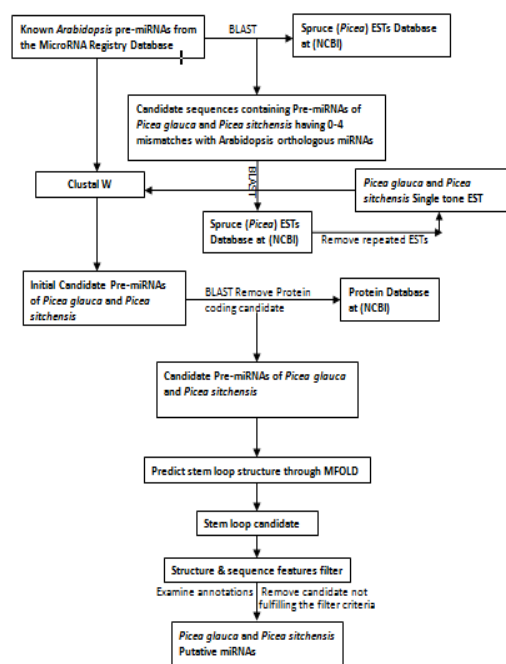 Known Arabidopsis pre-miRNAs from
the MicroRNA Registry Database
BLAST
Spruce (Picea) ESTs Database
at (NCBI)
Candidate sequences containing Pre-miRNAs of
Picea glauca and Picea sitchensis having 0-4
mismatches with Arabidopsis orthologous miRNAs
BLAST
Clustal W
Picea glauca and Picea
sitchensis Single tone EST
Spruce (Picea) ESTs
Database at (NCBI)
Remove repeated ESTs
Initial Candidate Pre-miRNAs
of Picea glauca and Picea
sitchensis
BLAST Remove Protein
coding candidate
Protein Database
at (NCBI)
Candidate Pre-miRNAs of Picea glauca
and Picea sitchensis
Predict stem loop structure through MFOLD
Stem loop candidate
Structure & sequence features filter
Examine annotations
Remove candidate not
fulfilling the filter criteria
Picea glauca and Picea sitchensis
Putative miRNAs